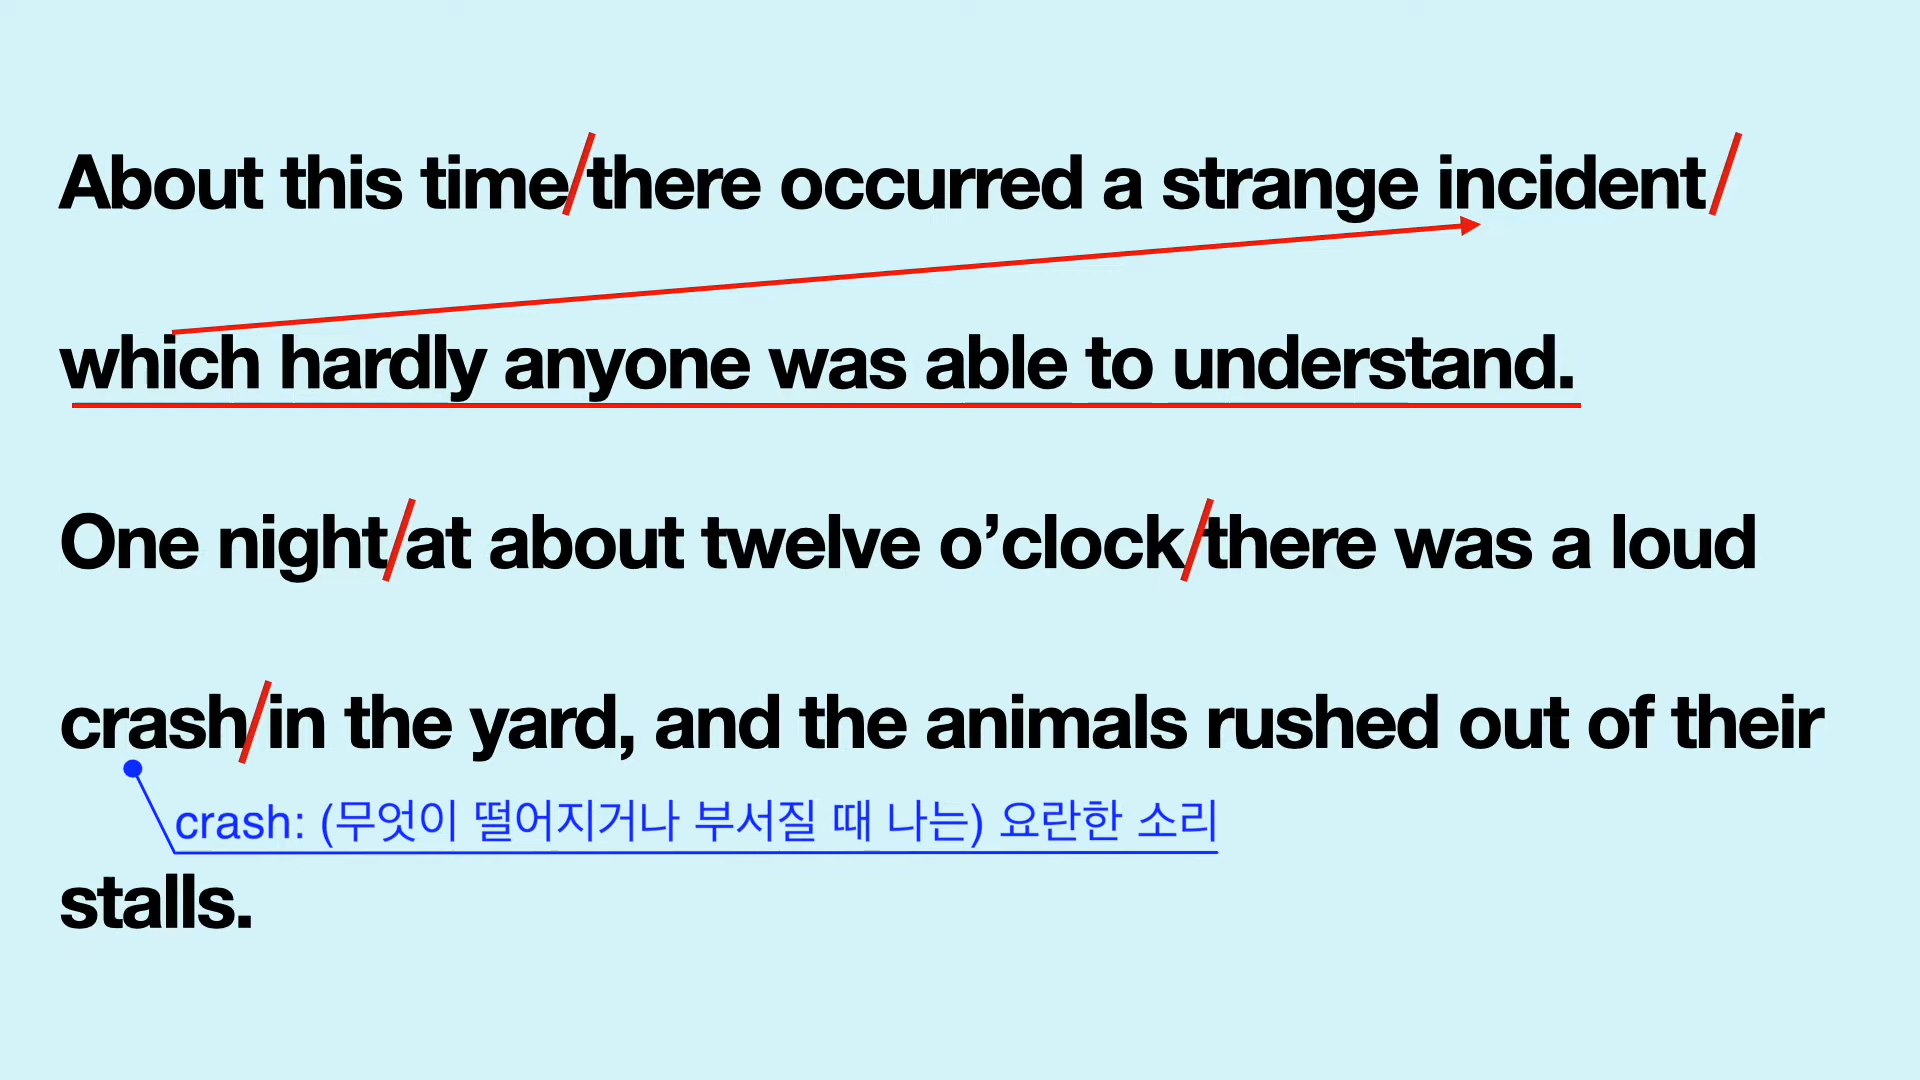 About this time there occurred a strange incident
which hardly anyone was able to understand.
One night at about twelve o’clock there was a loud
crash in the yard, and the animals rushed out of their
crash: (무엇이 떨어지거나 부서질 때 나는) 요란한 소리
stalls.